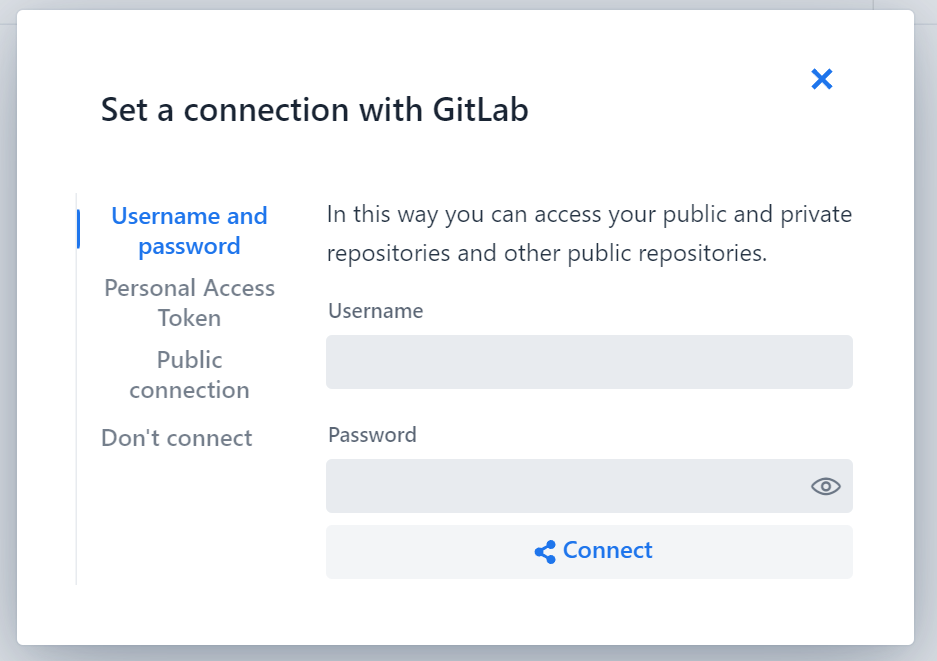 Set a connection with GitLab
Username and
password
Personal Access
Token
Public
connection
Don't connect
In this way you can access your public and private
repositories and other public repositories.
Username
Password
Connect